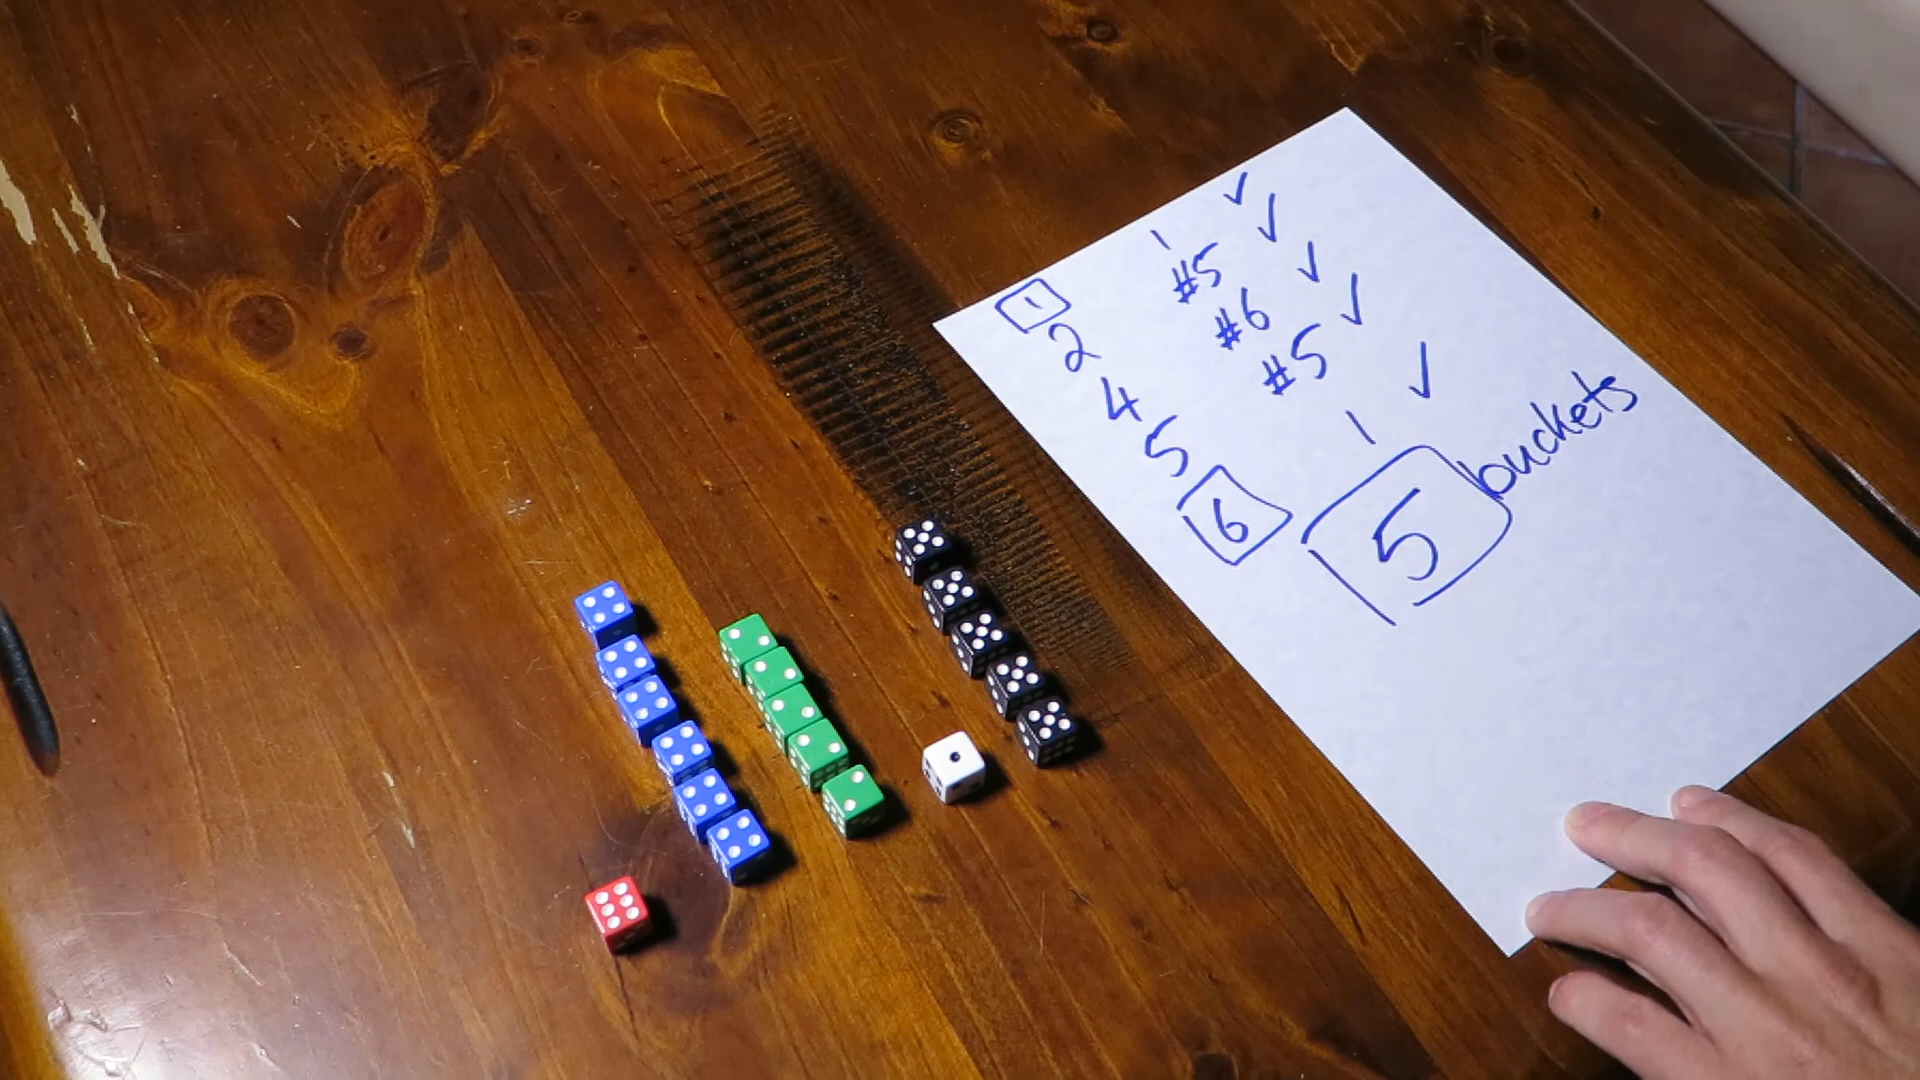 1 1 ✓
2 #5 ✓
4 #6 ✓
5 #5 ✓
6 1 ✓
5 buckets